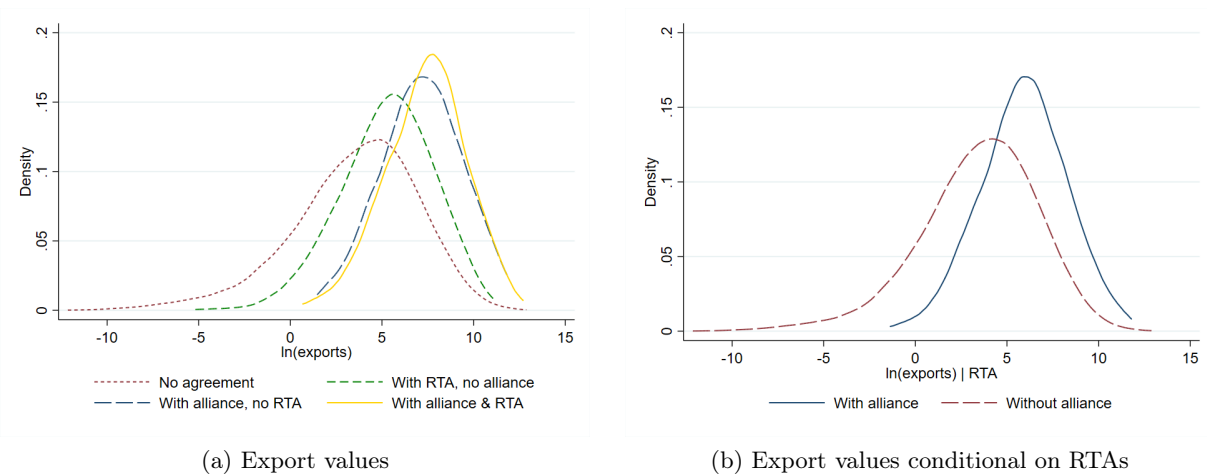 .2
.15
.1
.05
0
Density
-10 -5 0 5 10 15
ln(exports)
No agreement With RTA, no alliance
With alliance, no RTA With alliance & RTA
(a) Export values
.2
.15
.1
.05
0
Density
-10 -5 0 5 10 15
ln(exports) | RTA
With alliance Without alliance
(b) Export values conditional on RTAs